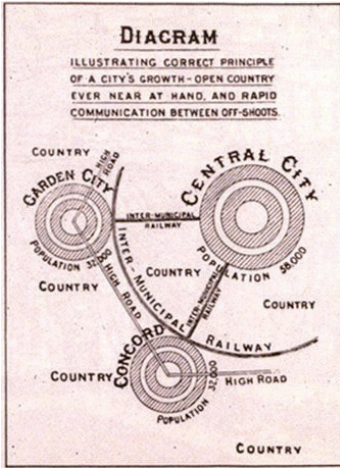 DIAGRAM
ILLUSTRATING CORRECT PRINCIPLE
OF A CITY'S GROWTH - OPEN COUNTRY
EVER NEAR AT HAND, AND RAPID
COMMUNICATION BETWEEN OFF-SHOOTS.
COUNTRY
HIGH
ROAD
GARDEN CITY
POPULATION 32,000
CENTRAL CITY
POPULATION 58,000
INTER-MUNICIPAL
RAILWAY
INTER-MUNICIPAL RAILWAY
COUNTRY
COUNTRY
HIGH ROAD
INTER-MUNICIPAL
RAILWAY
COUNTRY
CONCORD
POPULATION 32,000
COUNTRY
HIGH ROAD
COUNTRY